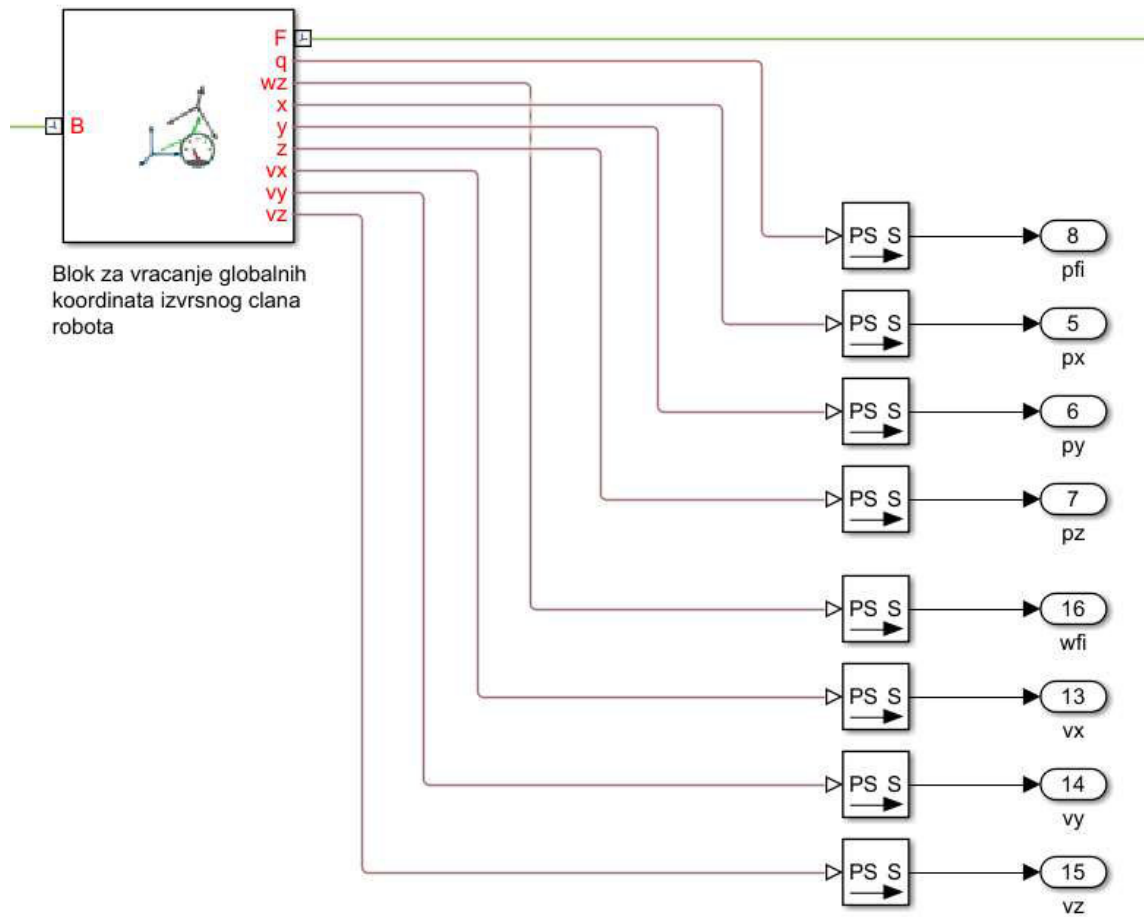 F
q
wz
x
B
y
z
vx
vy
vz
Blok za vracanje globalnih
koordinata izvrsnog clana
robota
PS S
8
pfi
PS S
5
px
PS S
6
py
PS S
7
pz
PS S
16
wfi
PS S
13
vx
PS S
14
vy
PS S
15
vz